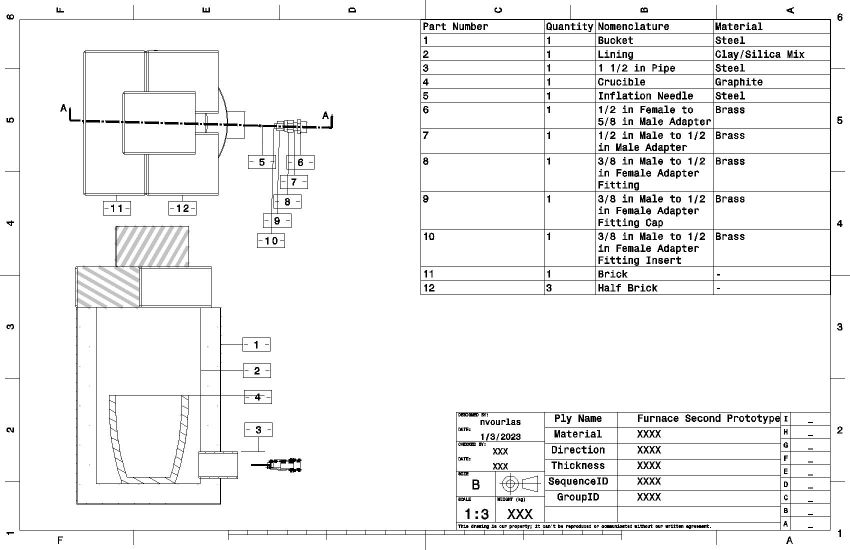 F E D C B A
6 6
Part Number Quantity Nomenclature Material
1 1 Bucket Steel
2 1 Lining Clay/Silica Mix
3 1 1 1/2 in Pipe Steel
4 1 Crucible Graphite
5 1 Inflation Needle Steel
6 1 1/2 in Female to Brass
5/8 in Male Adapter
7 1 1/2 in Male to 1/2 Brass
in Male Adapter
8 1 3/8 in Male to 1/2 Brass
in Female Adapter
Fitting
9 1 3/8 in Male to 1/2 Brass
in Female Adapter
Fitting Cap
10 1 3/8 in Male to 1/2 Brass
in Female Adapter
Fitting Insert
11 1 Brick -
12 3 Half Brick -
A A
5 5
5 6
7
8
9
10
11 12
4 4
3 3
1
2
4
3
2 2
DESIGNED BY:
nvourlas
DATE:
1/3/2023
CHECKED BY:
XXX
DATE:
XXX
SIZE
B
SCALE
1:3
WEIGHT (kg)
XXX
Ply Name Furnace Second Prototype
Material XXXX
Direction XXXX
Thickness XXXX
SequenceID XXXX
GroupID XXXX
I _
H _
G _
F _
E _
D _
C _
B _
A _
This drawing is our property; it can't be reproduced or communicated without our written agreement.
1 1
F A